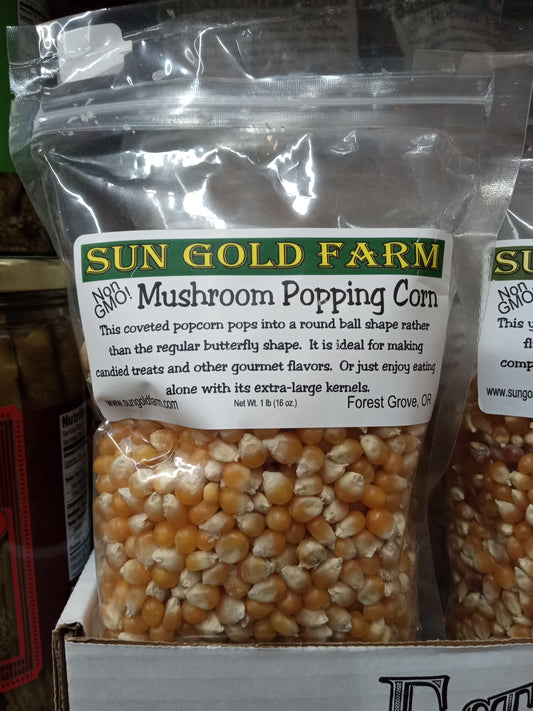 SUN GOLD FARM
Non
GMO!
Mushroom Popping Corn
This coveted popcorn pops into a round ball shape rather
than the regular butterfly shape. It is ideal for making
candied treats and other gourmet flavors. Or just enjoy eating
alone with its extra-large kernels.
www.sungoldfarm.com
Net Wt. 1 lb (16 oz.)
Forest Grove, OR
SU
Non
GMO!
This y
fl
comp
www.sungo
Nutriti